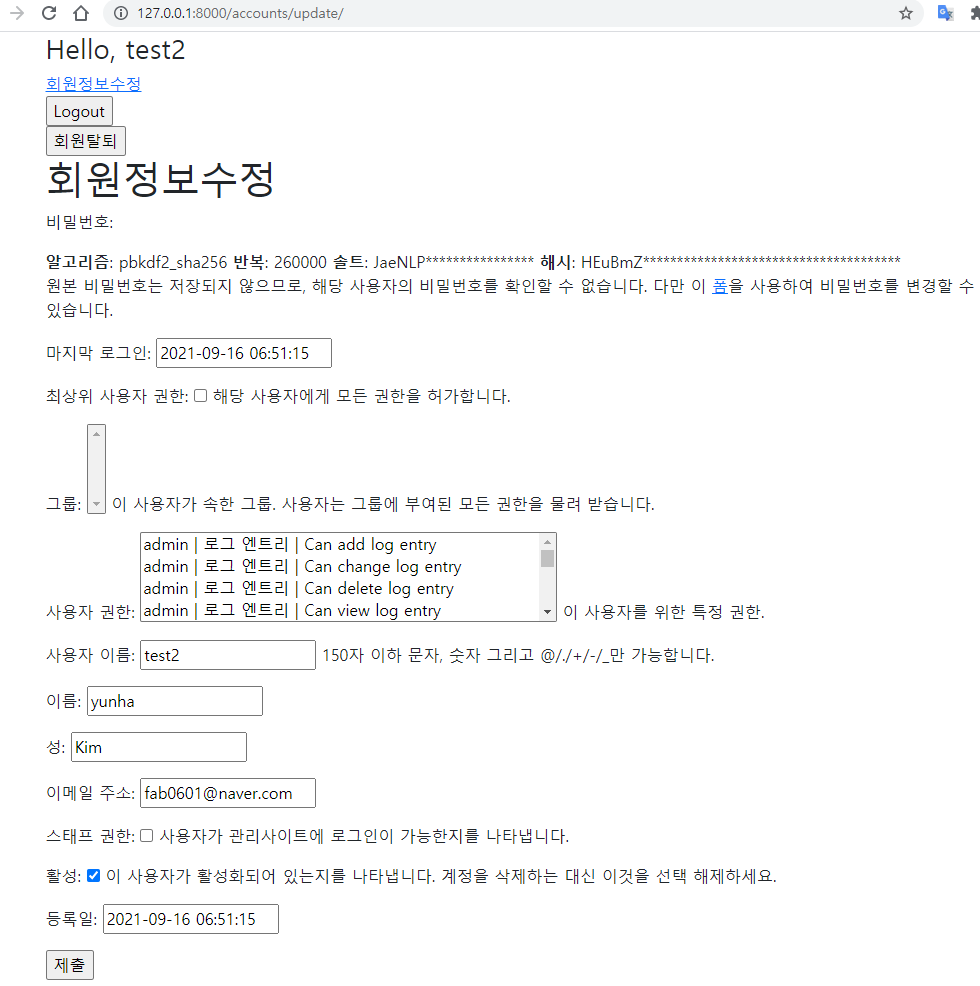 127.0.0.1:8000/accounts/update/
Hello, test2
회원정보수정
Logout
회원탈퇴
회원정보수정
비밀번호:
알고리즘: pbkdf2_sha256 반복: 260000 솔트: JaeNLP**************** 해시: HEuBmZ**************************************
원본 비밀번호는 저장되지 않으므로, 해당 사용자의 비밀번호를 확인할 수 없습니다. 다만 이 폼을 사용하여 비밀번호를 변경할 수
있습니다.
마지막 로그인: 2021-09-16 06:51:15
최상위 사용자 권한: 해당 사용자에게 모든 권한을 허가합니다.
그룹: 이 사용자가 속한 그룹. 사용자는 그룹에 부여된 모든 권한을 물려 받습니다.
admin | 로그 엔트리 | Can add log entry
admin | 로그 엔트리 | Can change log entry
admin | 로그 엔트리 | Can delete log entry
사용자 권한: admin | 로그 엔트리 | Can view log entry 이 사용자를 위한 특정 권한.
사용자 이름: test2 150자 이하 문자, 숫자 그리고 @/./+/-/_만 가능합니다.
이름: yunha
성: Kim
이메일 주소: fab0601@naver.com
스태프 권한: 사용자가 관리사이트에 로그인이 가능한지를 나타냅니다.
활성: 이 사용자가 활성화되어 있는지를 나타냅니다. 계정을 삭제하는 대신 이것을 선택 해제하세요.
등록일: 2021-09-16 06:51:15
제출